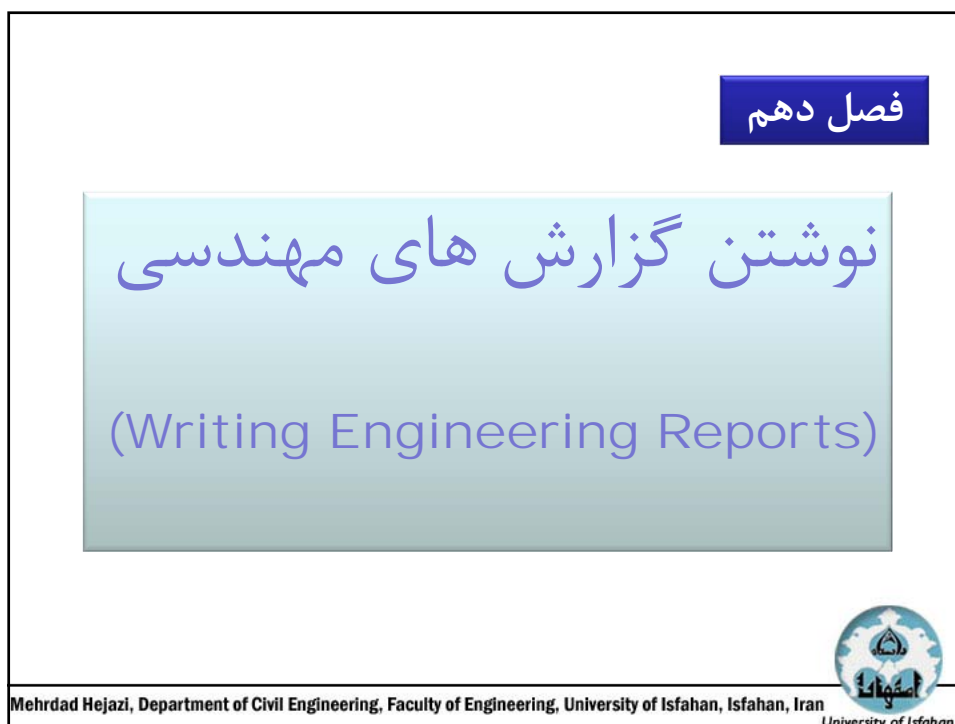 فصل دهم
نوشتن گزارش های مهندسی
(Writing Engineering Reports)
دانشگاه
اصفهان
Mehrdad Hejazi, Department of Civil Engineering, Faculty of Engineering, University of Isfahan, Isfahan, Iran
University of Isfahan